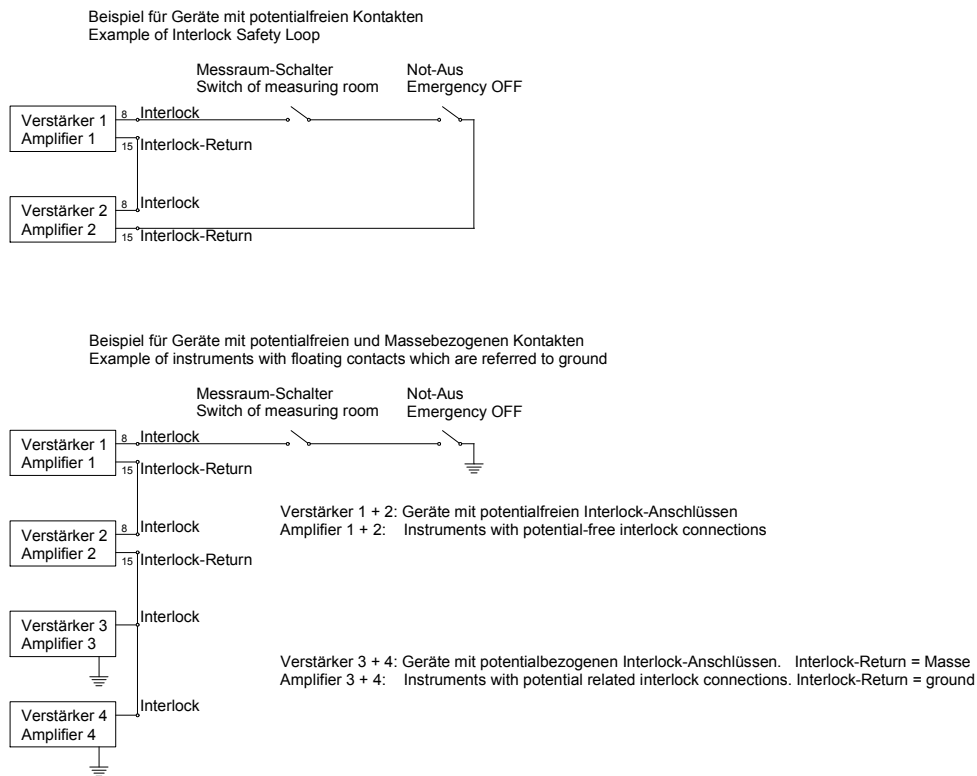 Beispiel für Geräte mit potentialfreien Kontakten
Example of Interlock Safety Loop
Messraum-Schalter
Switch of measuring room
Not-Aus
Emergency OFF
Verstärker 1
Amplifier 1
8
Interlock
15
Interlock-Return
Verstärker 2
Amplifier 2
8
Interlock
15
Interlock-Return
Beispiel für Geräte mit potentialfreien und Massebezogenen Kontakten
Example of instruments with floating contacts which are referred to ground
Messraum-Schalter
Switch of measuring room
Not-Aus
Emergency OFF
Verstärker 1
Amplifier 1
8
Interlock
15
Interlock-Return
Verstärker 1 + 2: Geräte mit potentialfreien Interlock-Anschlüssen
Amplifier 1 + 2: Instruments with potential-free interlock connections
Verstärker 2
Amplifier 2
8
Interlock
15
Interlock-Return
Verstärker 3
Amplifier 3
Interlock
Verstärker 3 + 4: Geräte mit potentialbezogenen Interlock-Anschlüssen. Interlock-Return = Masse
Amplifier 3 + 4: Instruments with potential related interlock connections. Interlock-Return = ground
Verstärker 4
Amplifier 4
Interlock